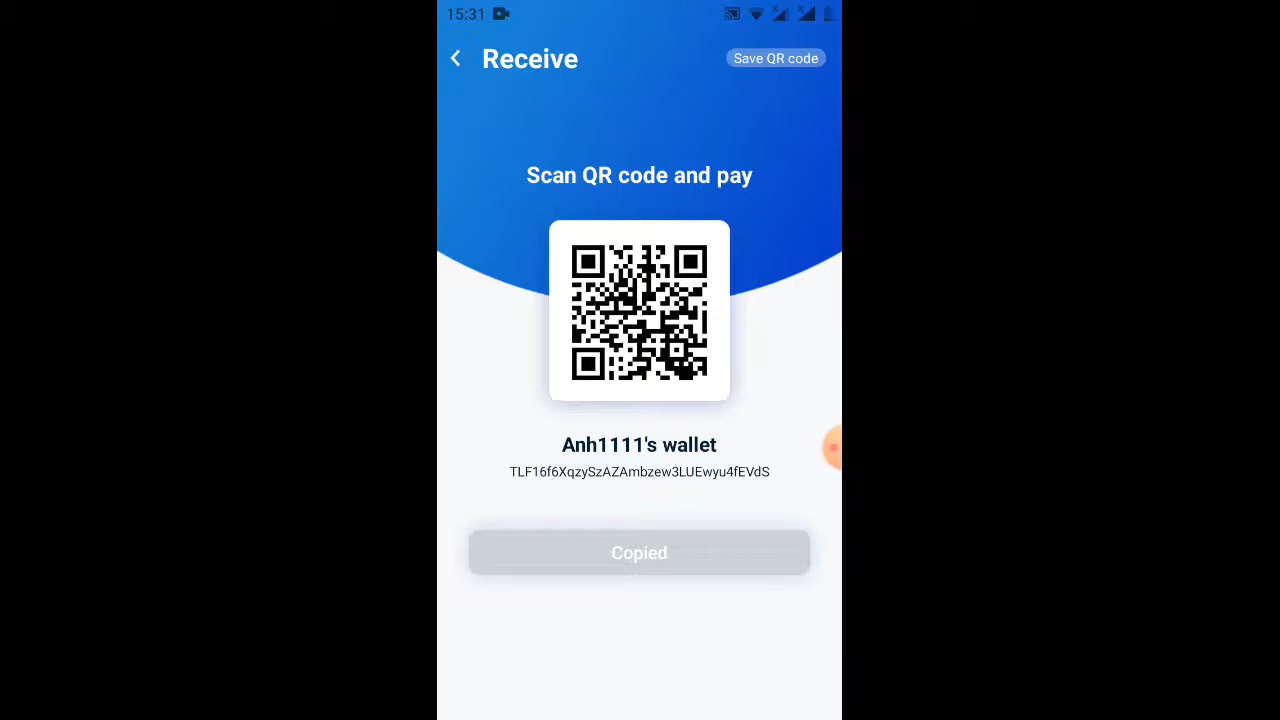 15:31
Receive
Save QR code
Scan QR code and pay
Anh1111's wallet
TLF16f6XqzySzAZAmbzew3LUEwyu4fEVdS
Copied